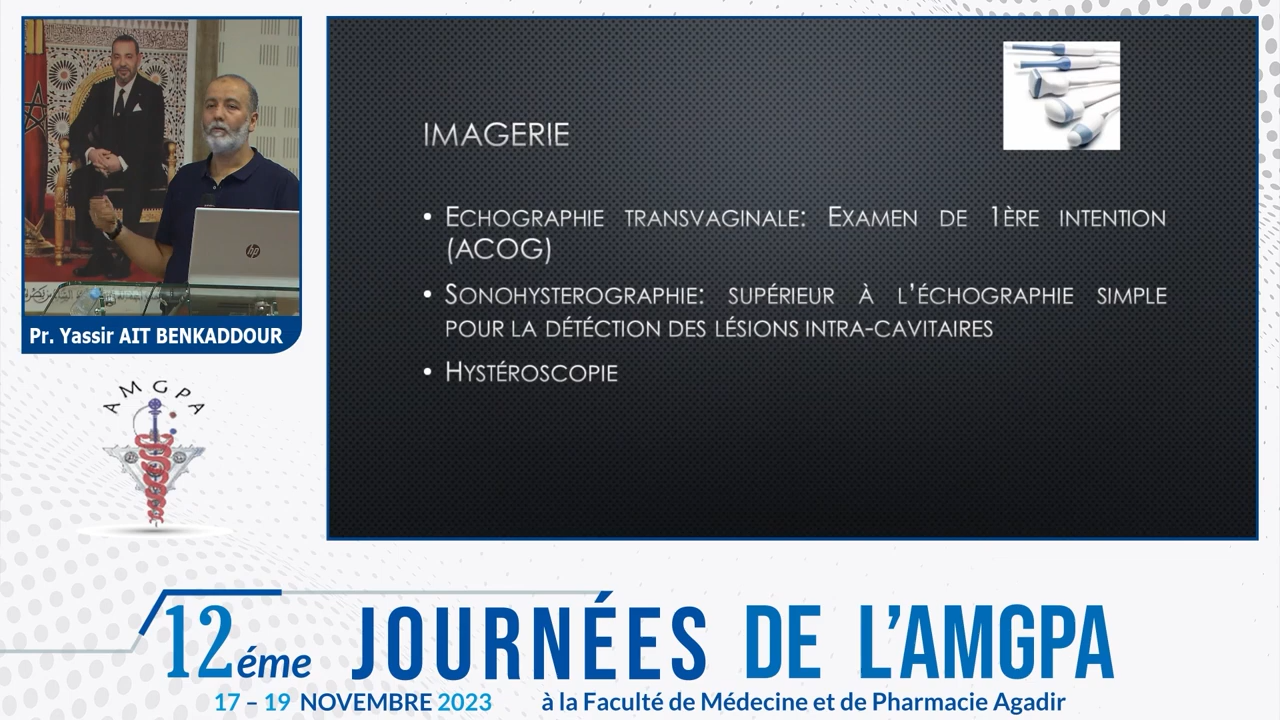 IMAGERIE
• ECHOGRAPHIE TRANSVAGINALE: EXAMEN DE 1ÈRE INTENTION
(ACOG)
• SONOHYSTEROGRAPHIE: SUPÉRIEUR À L'ÉCHOGRAPHIE SIMPLE
POUR LA DÉTÉCTION DES LÉSIONS INTRA-CAVITAIRES
• HYSTÉROSCOPIE
hp
Pr. Yassir AIT BENKADDOUR
AMGPA
12éme JOURNÉES DE L'AMGPA
17 – 19 NOVEMBRE 2023 à la Faculté de Médecine et de Pharmacie Agadir